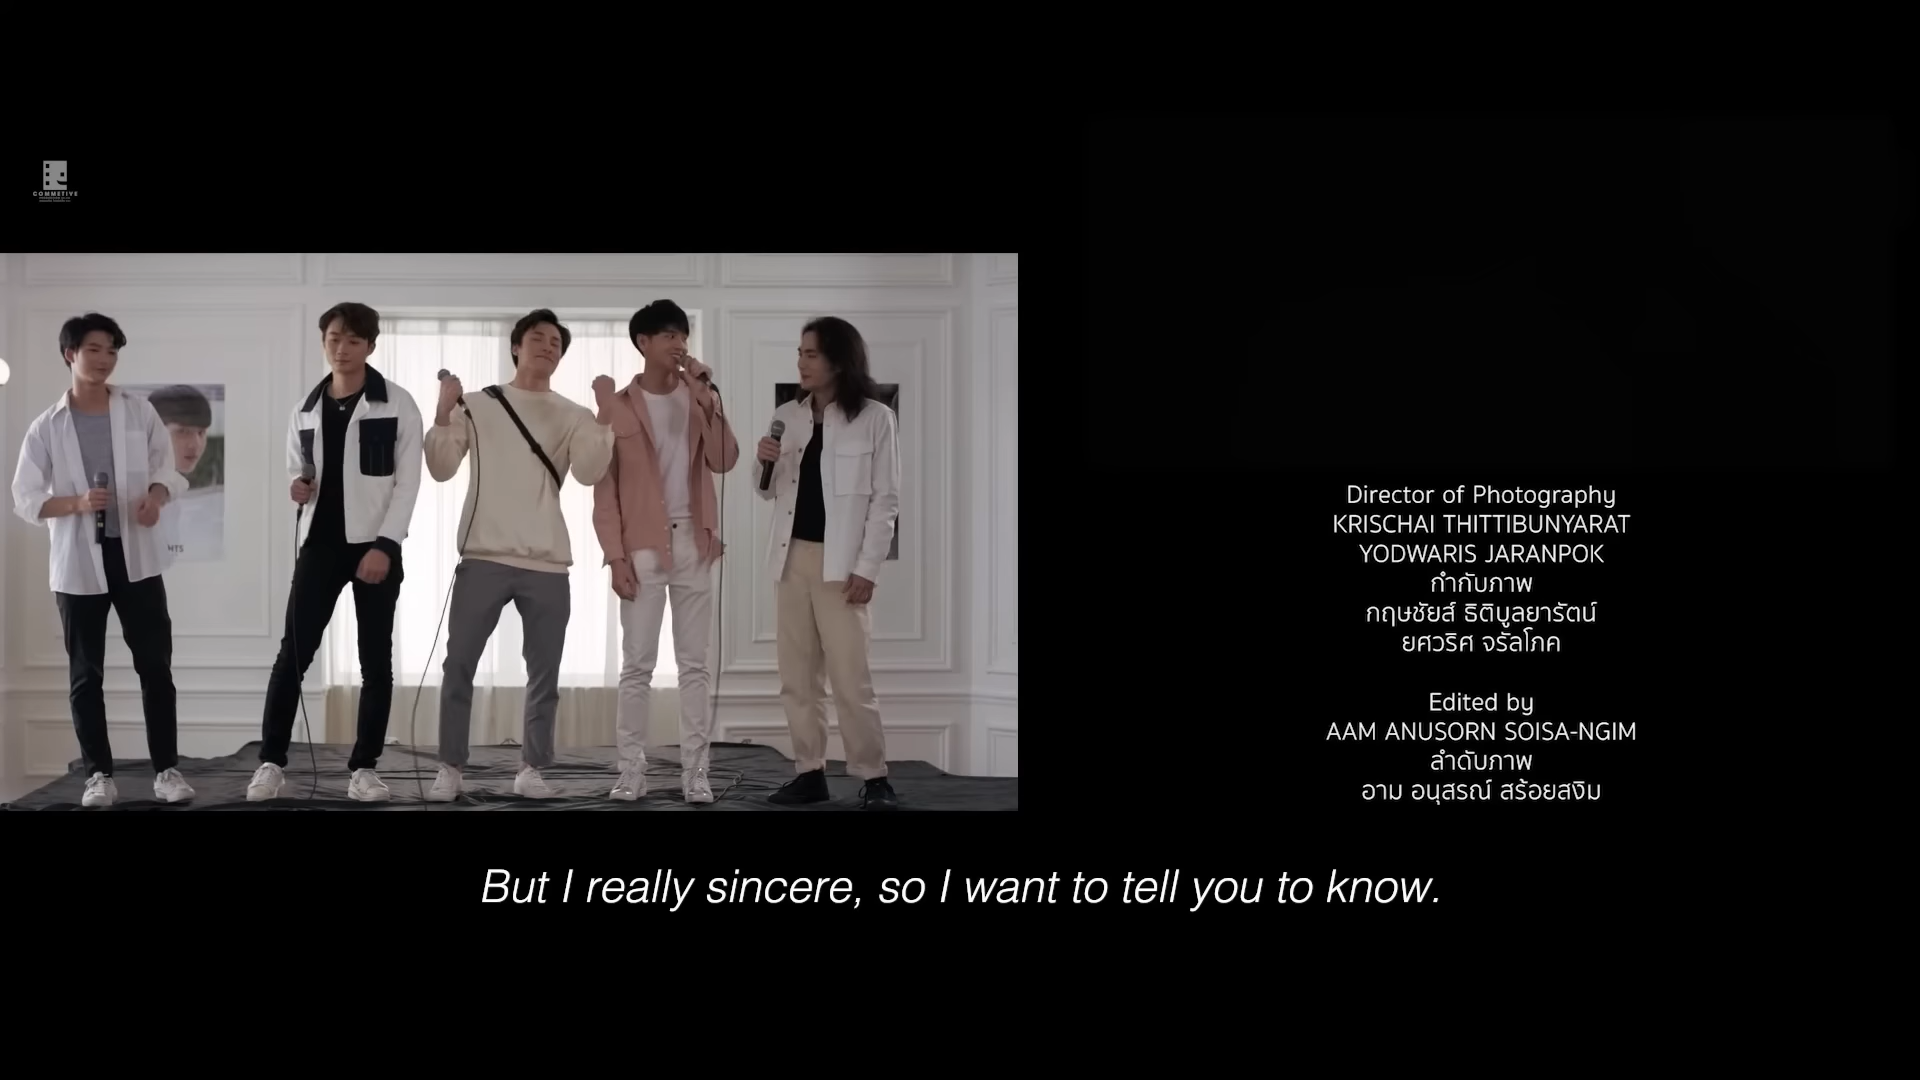 COMMETIVE
NTS
Director of Photography
KRISCHAI THITTIBUNYARAT
YODWARIS JARANPOK
กำกับภาพ
กฤษชัยส์ ธิติบูลยารัตน์
ยศวริศ จรัลโภค
Edited by
AAM ANUSORN SOISA-NGIM
ลำดับภาพ
อาม อนุสรณ์ สร้อยสงิม
But I really sincere, so I want to tell you to know.